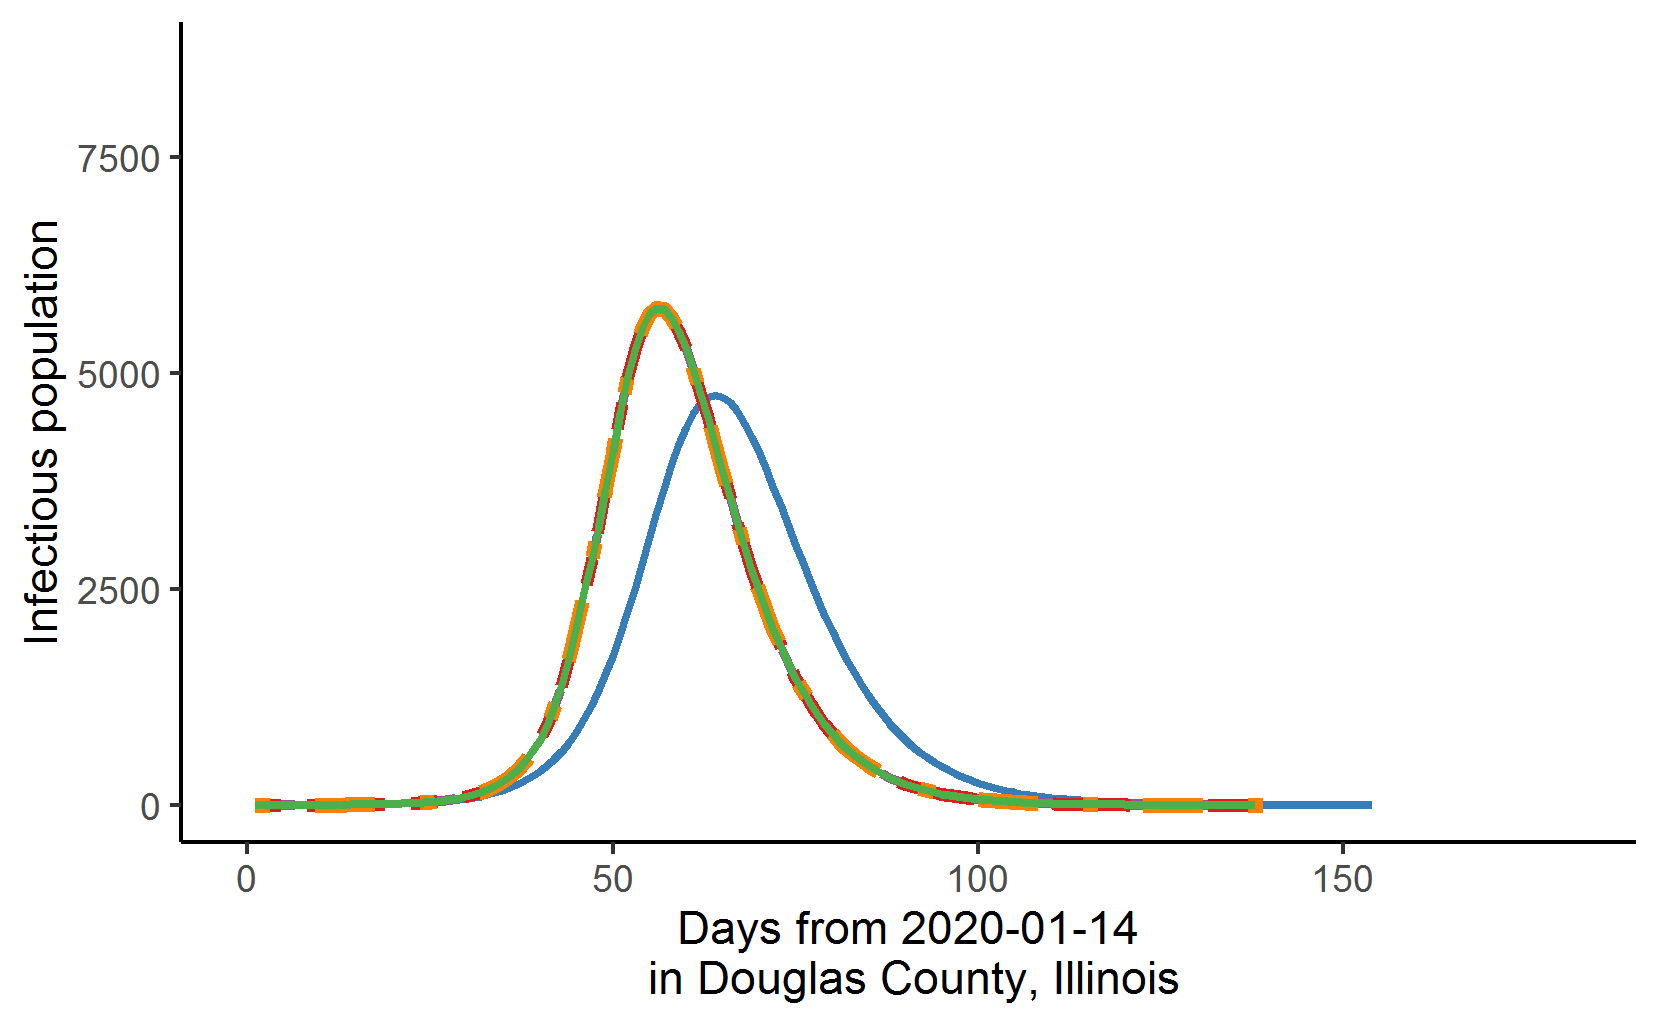 Infectious population
7500
5000
2500
0
0 50 100 150
Days from 2020-01-14
in Douglas County, Illinois